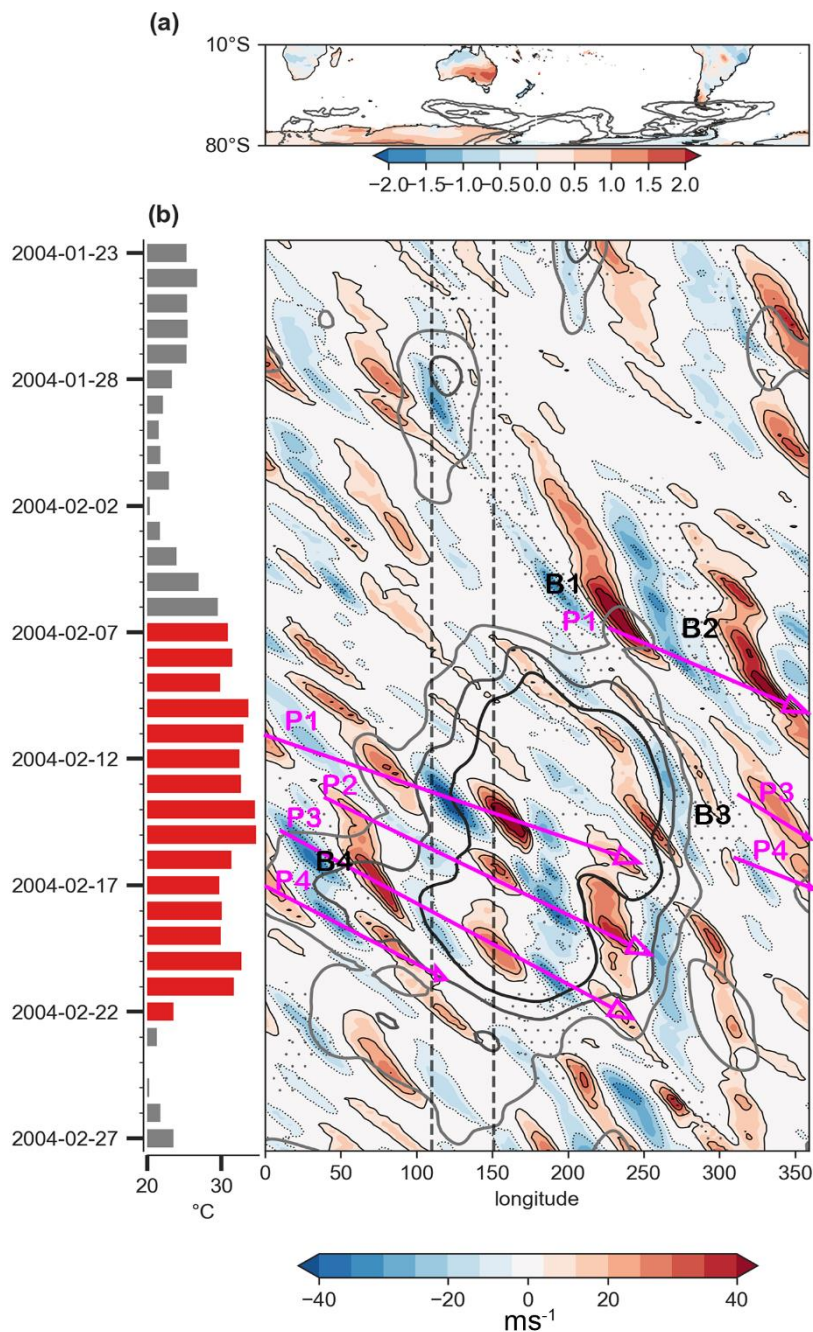 (a)
10°S
80°S
−2.0 −1.5 −1.0 −0.5 0.0 0.5 1.0 1.5 2.0
(b)
2004-01-23
2004-01-28
2004-02-02
B1
P1
2004-02-07
B2
P1
2004-02-12
P2
P3
P3
B3
B4
P4
2004-02-17
P4
2004-02-22
2004-02-27
20 30
°C
0 50 100 150 200 250 300 350
longitude
−40 −20 0 20 40
ms⁻¹